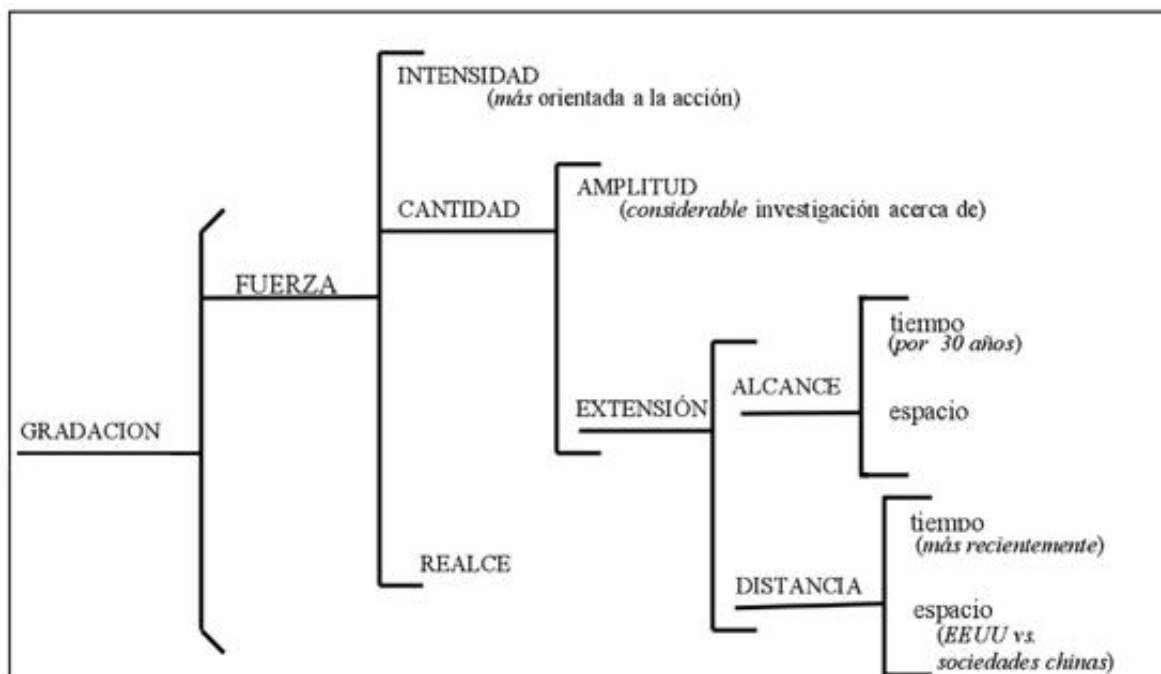 INTENSIDAD
(más orientada a la acción)
AMPLITUD
(considerable investigación acerca de)
CANTIDAD
FUERZA
tiempo
(por 30 años)
ALCANCE
espacio
EXTENSIÓN
GRADACION
tiempo
(más recientemente)
REALCE
DISTANCIA
espacio
(EEUU vs.
sociedades chinas)